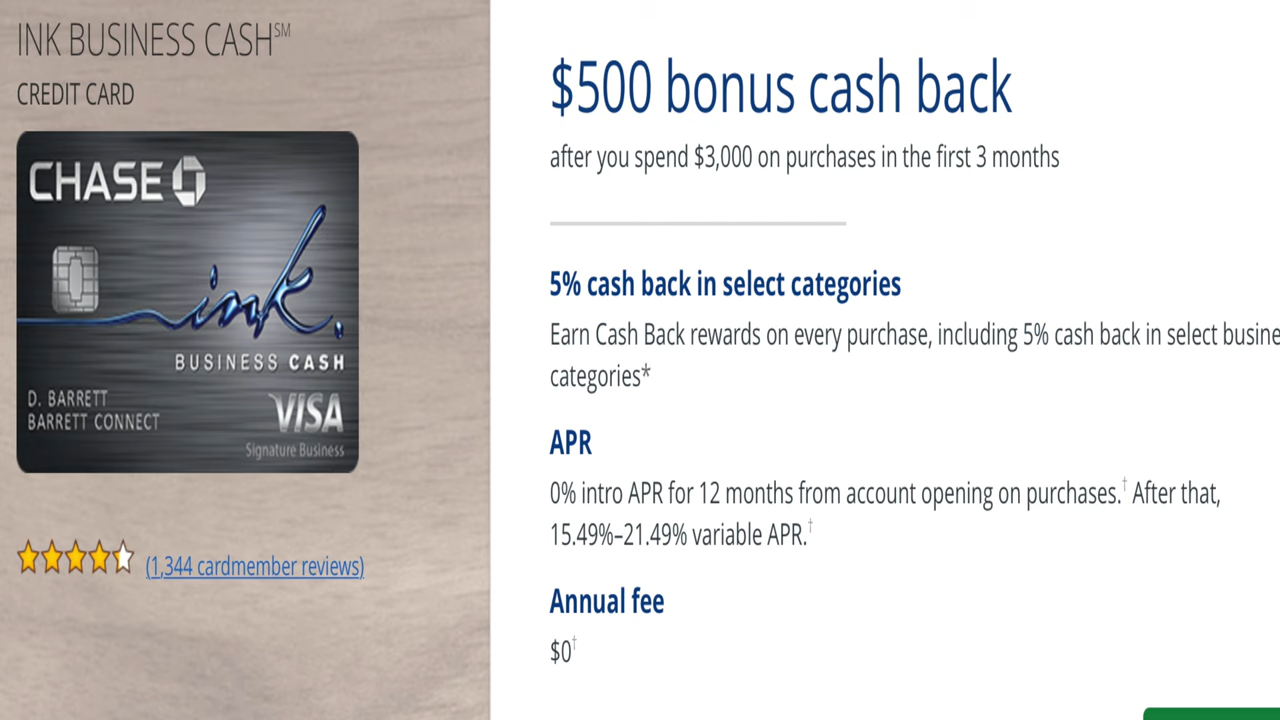 INK BUSINESS CASH℠
CREDIT CARD
CHASE
ink.
BUSINESS CASH
D. BARRETT
BARRETT CONNECT
VISA
Signature Business
(1,344 cardmember reviews)
$500 bonus cash back
after you spend $3,000 on purchases in the first 3 months
5% cash back in select categories
Earn Cash Back rewards on every purchase, including 5% cash back in select busine
categories*
APR
0% intro APR for 12 months from account opening on purchases.† After that,
15.49%–21.49% variable APR.†
Annual fee
$0†